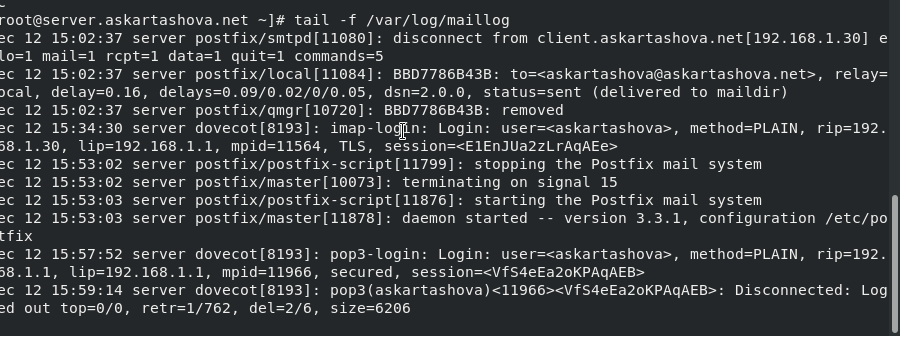 root@server.askartashova.net ~]# tail -f /var/log/maillog
ec 12 15:02:37 server postfix/smtpd[11080]: disconnect from client.askartashova.net[192.168.1.30] e
lo=1 mail=1 rcpt=1 data=1 quit=1 commands=5
ec 12 15:02:37 server postfix/local[11084]: BBD7786B43B: to=<askartashova@askartashova.net>, relay=
ocal, delay=0.16, delays=0.09/0.02/0/0.05, dsn=2.0.0, status=sent (delivered to maildir)
ec 12 15:02:37 server postfix/qmgr[10720]: BBD7786B43B: removed
ec 12 15:34:30 server dovecot[8193]: imap-login: Login: user=<askartashova>, method=PLAIN, rip=192.
68.1.30, lip=192.168.1.1, mpid=11564, TLS, session=<E1EnJUa2zLrAqAEe>
ec 12 15:53:02 server postfix/postfix-script[11799]: stopping the Postfix mail system
ec 12 15:53:02 server postfix/master[10073]: terminating on signal 15
ec 12 15:53:03 server postfix/postfix-script[11876]: starting the Postfix mail system
ec 12 15:53:03 server postfix/master[11878]: daemon started -- version 3.3.1, configuration /etc/po
tfix
ec 12 15:57:52 server dovecot[8193]: pop3-login: Login: user=<askartashova>, method=PLAIN, rip=192.
68.1.1, lip=192.168.1.1, mpid=11966, secured, session=<VfS4eEa2oKPAqAEB>
ec 12 15:59:14 server dovecot[8193]: pop3(askartashova)<11966><VfS4eEa2oKPAqAEB>: Disconnected: Log
ed out top=0/0, retr=1/762, del=2/6, size=6206